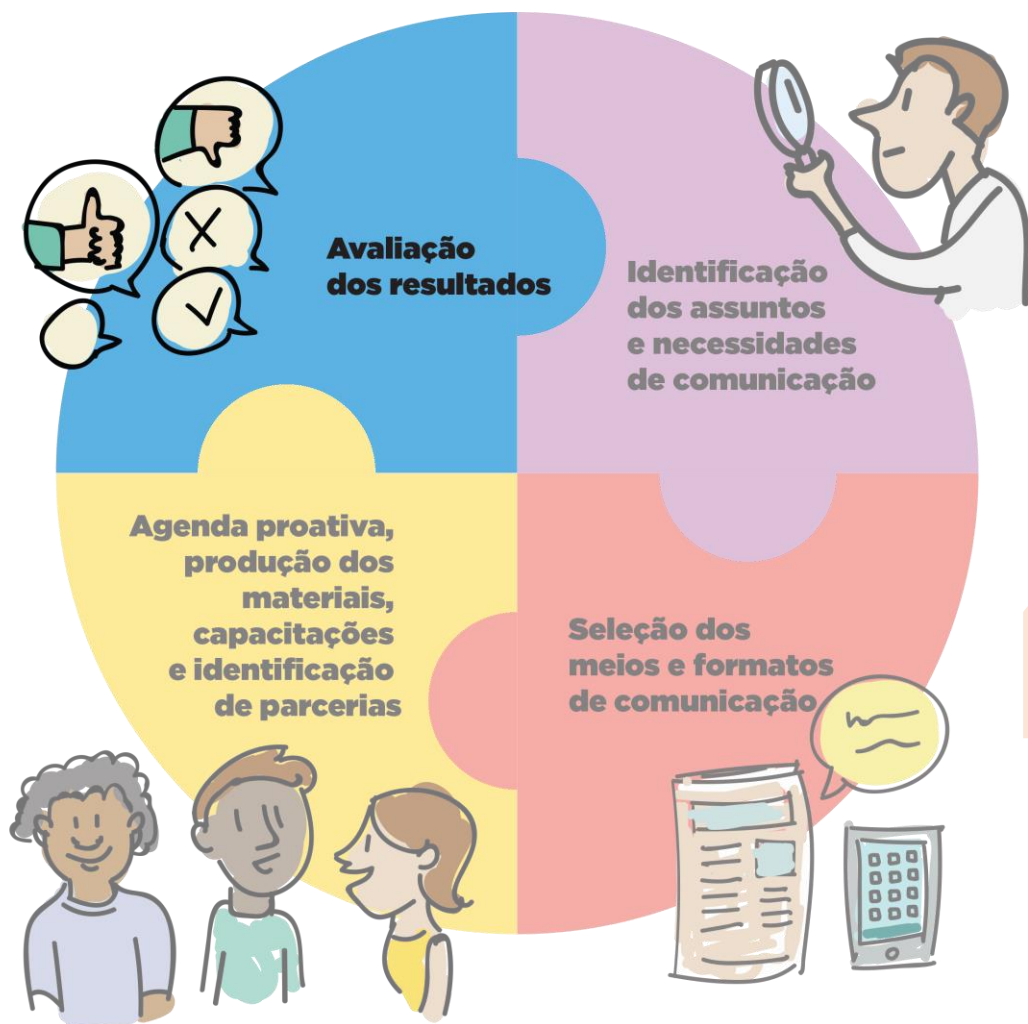 Avaliação
dos resultados
Identificação
dos assuntos
e necessidades
de comunicação
Agenda proativa,
produção dos
materiais,
capacitações
e identificação
de parcerias
Seleção dos
meios e formatos
de comunicação